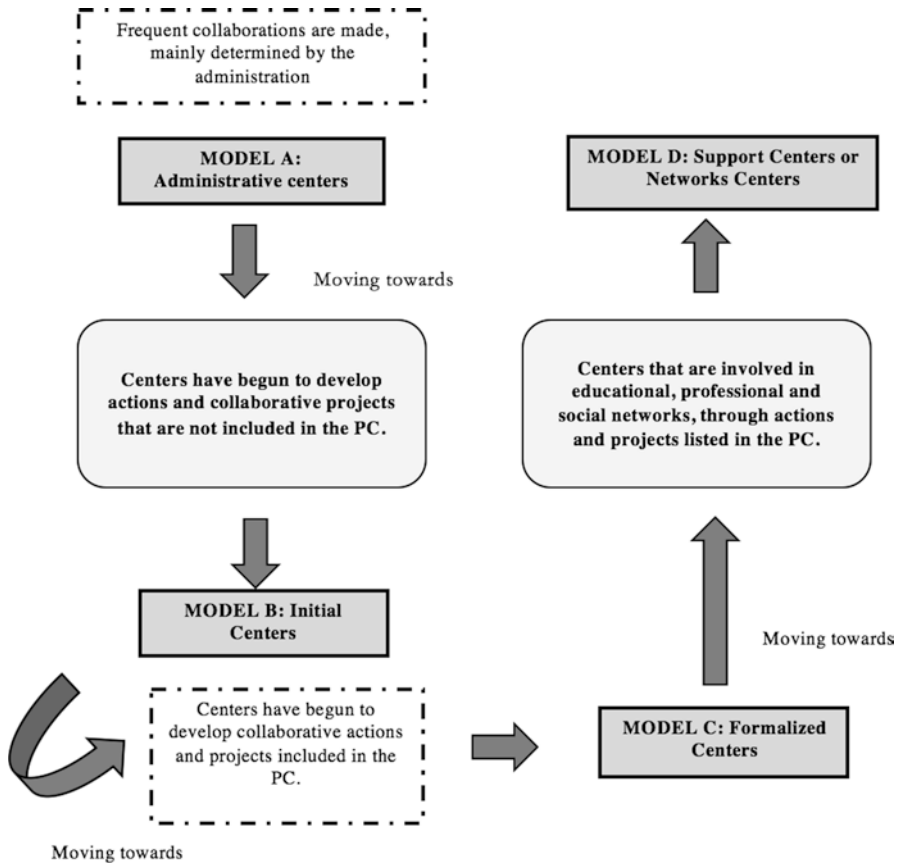 Frequent collaborations are made,
mainly determined by the
administration
MODEL A:
Administrative centers
Moving towards
Centers have begun to develop
actions and collaborative projects
that are not included in the PC.
MODEL B: Initial
Centers
Centers have begun to
develop collaborative actions
and projects included in the
PC.
Moving towards
MODEL C: Formalized
Centers
Moving towards
Centers that are involved in
educational, professional and
social networks, through actions
and projects listed in the PC.
MODEL D: Support Centers or
Networks Centers